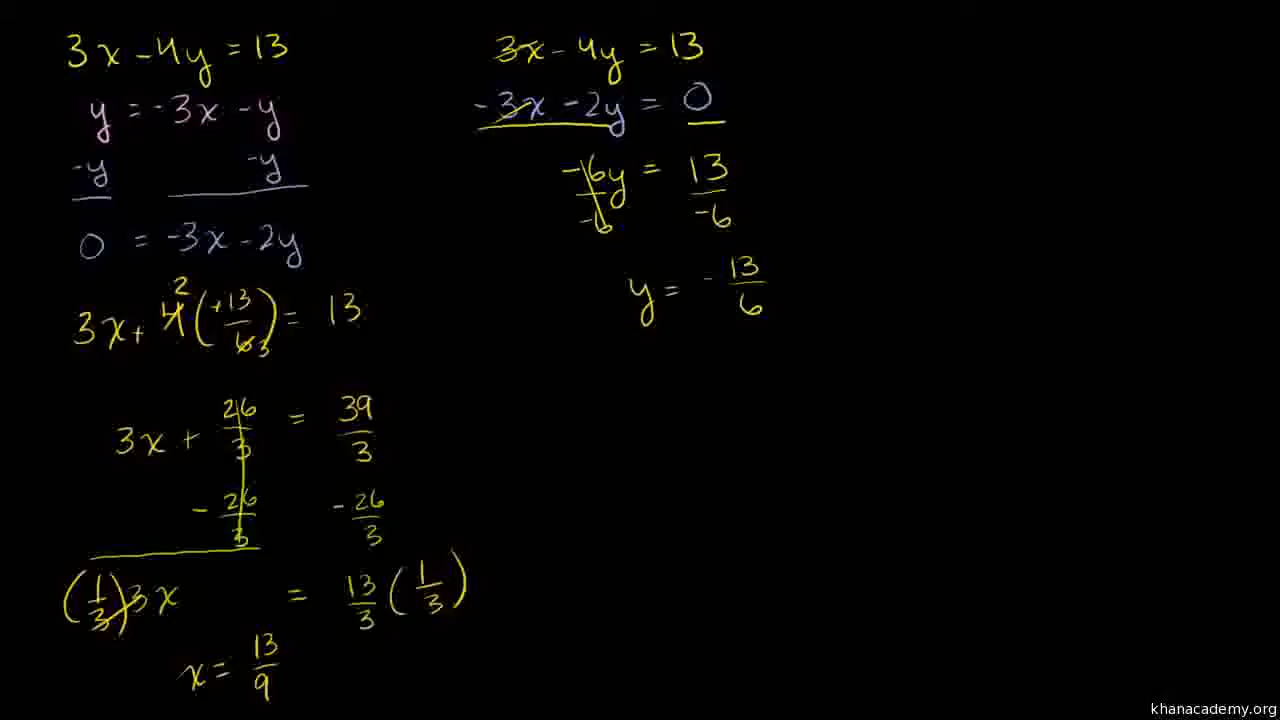 3x - 4y = 13
y = -3x - y
-y -y
0 = -3x - 2y
3x + 4 2 (+13/6 3) = 13
3x + 26/3 = 39/3
- 26/3 - 26/3
(1/3) 3x = 13/3 (1/3)
x = 13/9
3x - 4y = 13
-3x - 2y = 0
-6y = 13
-6 -6
y = - 13/6
khanacademy.org